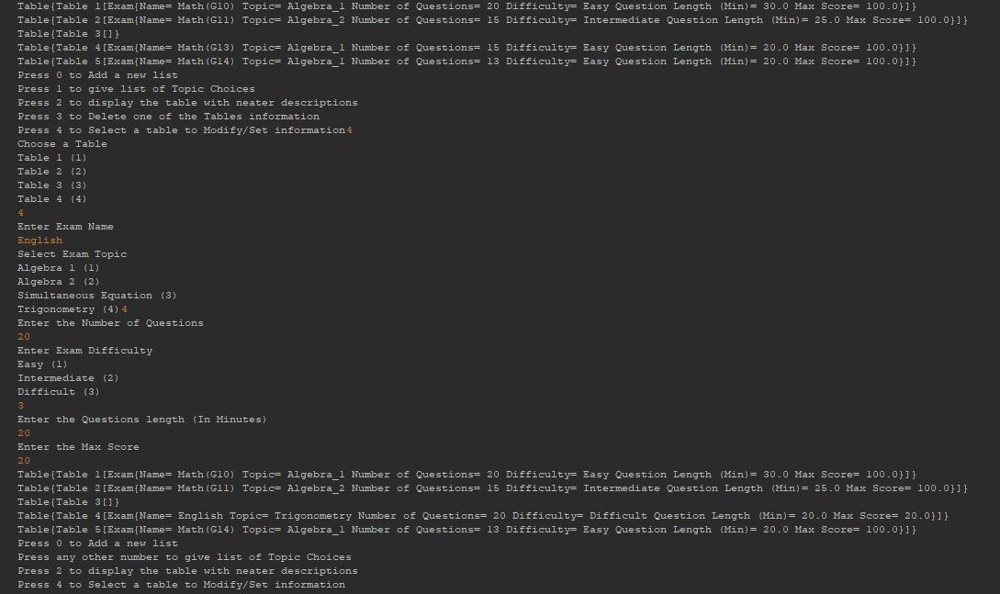 Table{Table 1[Exam{Name= Math(G10) Topic= Algebra_1 Number of Questions= 20 Difficulty= Easy Question Length (Min)= 30.0 Max Score= 100.0}]}
Table{Table 2[Exam{Name= Math(G11) Topic= Algebra_2 Number of Questions= 15 Difficulty= Intermediate Question Length (Min)= 25.0 Max Score= 100.0}]}
Table{Table 3[]}
Table{Table 4[Exam{Name= Math(G13) Topic= Algebra_1 Number of Questions= 15 Difficulty= Easy Question Length (Min)= 20.0 Max Score= 100.0}]}
Table{Table 5[Exam{Name= Math(G14) Topic= Algebra_1 Number of Questions= 13 Difficulty= Easy Question Length (Min)= 20.0 Max Score= 100.0}]}
Press 0 to Add a new list
Press 1 to give list of Topic Choices
Press 2 to display the table with neater descriptions
Press 3 to Delete one of the Tables information
Press 4 to Select a table to Modify/Set information4
Choose a Table
Table 1 (1)
Table 2 (2)
Table 3 (3)
Table 4 (4)
4
Enter Exam Name
English
Select Exam Topic
Algebra 1 (1)
Algebra 2 (2)
Simultaneous Equation (3)
Trigonometry (4)4
Enter the Number of Questions
20
Enter Exam Difficulty
Easy (1)
Intermediate (2)
Difficult (3)
3
Enter the Questions length (In Minutes)
20
Enter the Max Score
20
Table{Table 1[Exam{Name= Math(G10) Topic= Algebra_1 Number of Questions= 20 Difficulty= Easy Question Length (Min)= 30.0 Max Score= 100.0}]}
Table{Table 2[Exam{Name= Math(G11) Topic= Algebra_2 Number of Questions= 15 Difficulty= Intermediate Question Length (Min)= 25.0 Max Score= 100.0}]}
Table{Table 3[]}
Table{Table 4[Exam{Name= English Topic= Trigonometry Number of Questions= 20 Difficulty= Difficult Question Length (Min)= 20.0 Max Score= 20.0}]}
Table{Table 5[Exam{Name= Math(G14) Topic= Algebra_1 Number of Questions= 13 Difficulty= Easy Question Length (Min)= 20.0 Max Score= 100.0}]}
Press 0 to Add a new list
Press any other number to give list of Topic Choices
Press 2 to display the table with neater descriptions
Press 4 to Select a table to Modify/Set information